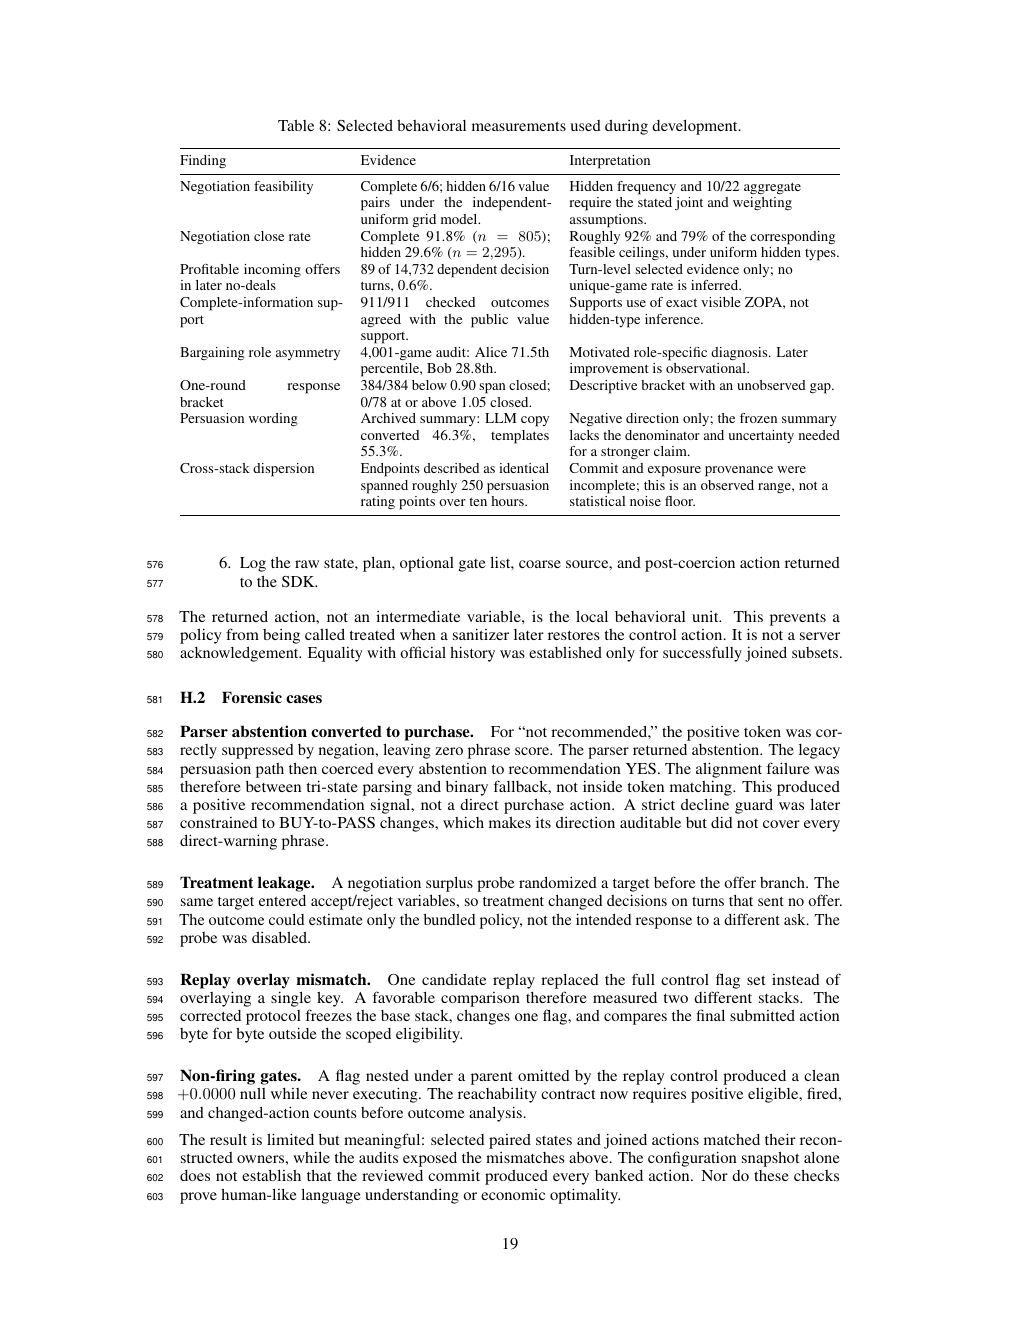 Table 8: Selected behavioral measurements used during development.
Finding Evidence Interpretation
Negotiation feasibility Complete 6/6; hidden 6/16 value Hidden frequency and 10/22 aggregate
pairs under the independent- require the stated joint and weighting
uniform grid model. assumptions.
Negotiation close rate Complete 91.8% (n = 805); Roughly 92% and 79% of the corresponding
hidden 29.6% (n = 2,295). feasible ceilings, under uniform hidden types.
Profitable incoming offers 89 of 14,732 dependent decision Turn-level selected evidence only; no
in later no-deals turns, 0.6%. unique-game rate is inferred.
Complete-information sup- 911/911 checked outcomes Supports use of exact visible ZOPA, not
port agreed with the public value hidden-type inference.
support.
Bargaining role asymmetry 4,001-game audit: Alice 71.5th Motivated role-specific diagnosis. Later
percentile, Bob 28.8th. improvement is observational.
One-round response 384/384 below 0.90 span closed; Descriptive bracket with an unobserved gap.
bracket 0/78 at or above 1.05 closed.
Persuasion wording Archived summary: LLM copy Negative direction only; the frozen summary
converted 46.3%, templates lacks the denominator and uncertainty needed
55.3%. for a stronger claim.
Cross-stack dispersion Endpoints described as identical Commit and exposure provenance were
spanned roughly 250 persuasion incomplete; this is an observed range, not a
rating points over ten hours. statistical noise floor.
576 6. Log the raw state, plan, optional gate list, coarse source, and post-coercion action returned
577 to the SDK.
578 The returned action, not an intermediate variable, is the local behavioral unit. This prevents a
579 policy from being called treated when a sanitizer later restores the control action. It is not a server
580 acknowledgement. Equality with official history was established only for successfully joined subsets.
581 H.2 Forensic cases
582 Parser abstention converted to purchase. For “not recommended,” the positive token was cor-
583 rectly suppressed by negation, leaving zero phrase score. The parser returned abstention. The legacy
584 persuasion path then coerced every abstention to recommendation YES. The alignment failure was
585 therefore between tri-state parsing and binary fallback, not inside token matching. This produced
586 a positive recommendation signal, not a direct purchase action. A strict decline guard was later
587 constrained to BUY-to-PASS changes, which makes its direction auditable but did not cover every
588 direct-warning phrase.
589 Treatment leakage. A negotiation surplus probe randomized a target before the offer branch. The
590 same target entered accept/reject variables, so treatment changed decisions on turns that sent no offer.
591 The outcome could estimate only the bundled policy, not the intended response to a different ask. The
592 probe was disabled.
593 Replay overlay mismatch. One candidate replay replaced the full control flag set instead of
594 overlaying a single key. A favorable comparison therefore measured two different stacks. The
595 corrected protocol freezes the base stack, changes one flag, and compares the final submitted action
596 byte for byte outside the scoped eligibility.
597 Non-firing gates. A flag nested under a parent omitted by the replay control produced a clean
598 +0.0000 null while never executing. The reachability contract now requires positive eligible, fired,
599 and changed-action counts before outcome analysis.
600 The result is limited but meaningful: selected paired states and joined actions matched their recon-
601 structed owners, while the audits exposed the mismatches above. The configuration snapshot alone
602 does not establish that the reviewed commit produced every banked action. Nor do these checks
603 prove human-like language understanding or economic optimality.
19